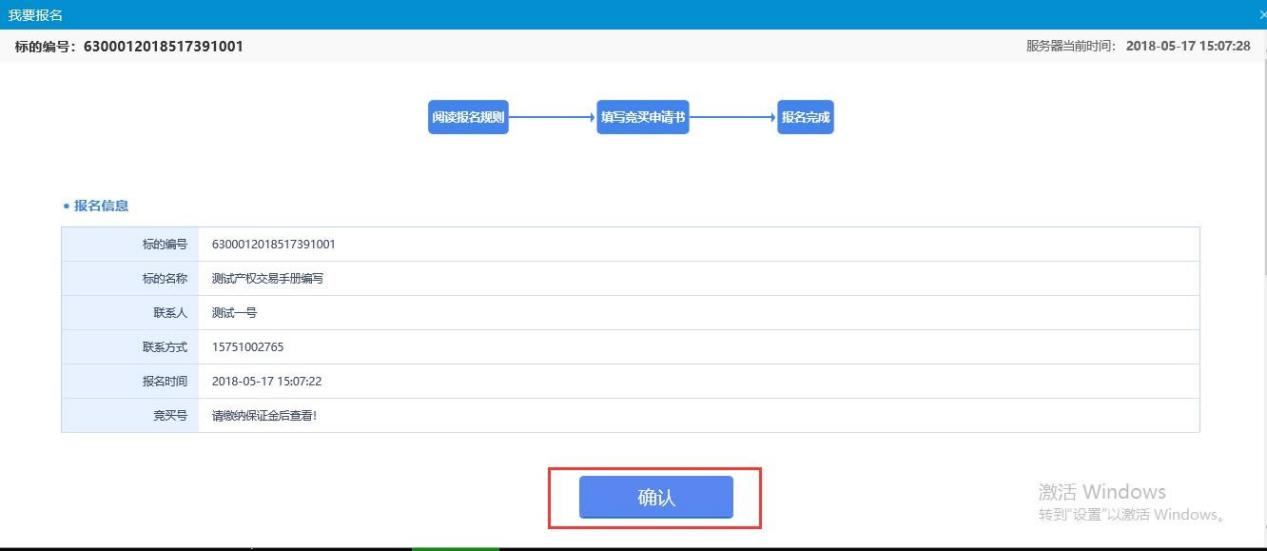 我要报名
标的编号：6300012018517391001 服务器当前时间： 2018-05-17 15:07:28
阅读报名规则 填写竞买申请书 报名完成
报名信息
标的编号 6300012018517391001
标的名称 测试产权交易手册编写
联系人 测试一号
联系方式 15751002765
报名时间 2018-05-17 15:07:22
竞买号 请缴纳保证金后查看!
确认
激活 Windows
转到"设置"以激活 Windows。